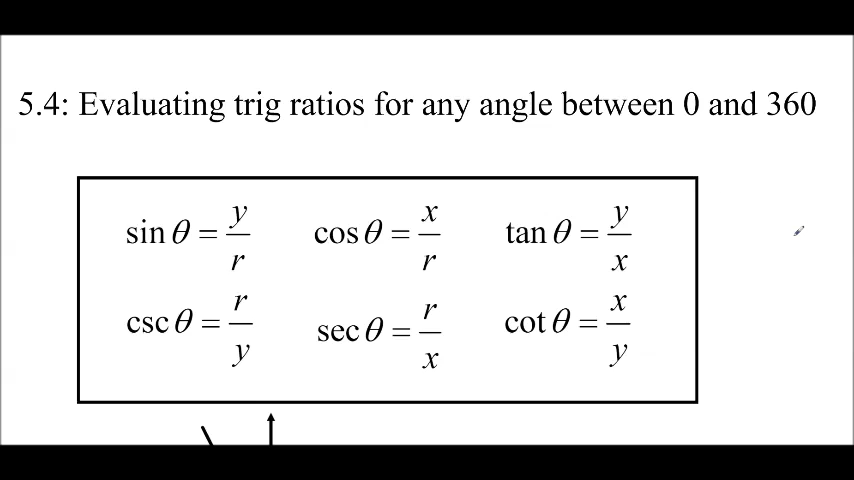 5.4: Evaluating trig ratios for any angle between 0 and 360
sin θ = y/r cos θ = x/r tan θ = y/x
csc θ = r/y sec θ = r/x cot θ = x/y